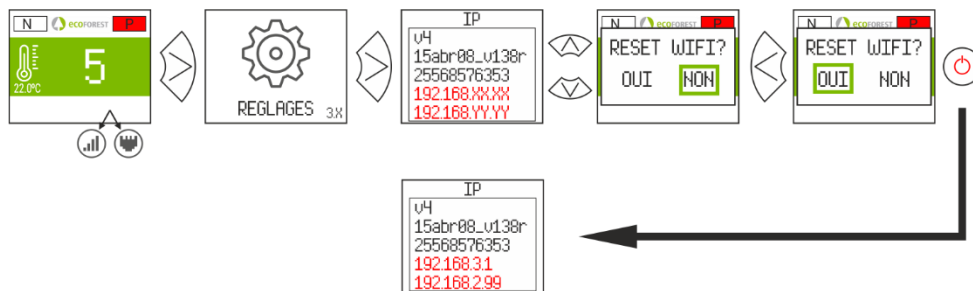 N ecoFOREST P
5
22.0ºC
REGLAGES 3.X
IP
v4
15abr08_v138r
25568576353
192.168.XX.XX
192.168.YY.YY
N ecoFOREST P
RESET WIFI?
OUI NON
N ecoFOREST P
RESET WIFI?
OUI NON
IP
v4
15abr08_v138r
25568576353
192.168.3.1
192.168.2.99